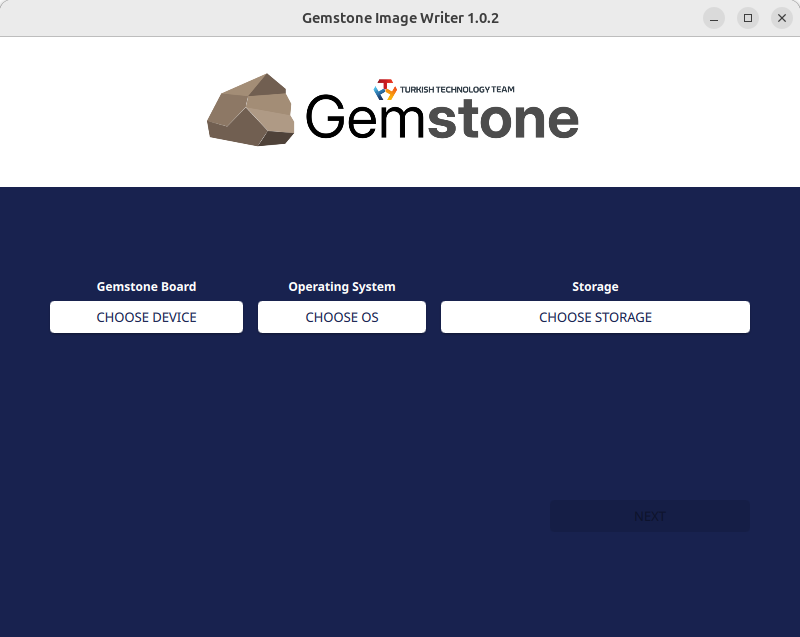 Gemstone Image Writer 1.0.2
TURKISH TECHNOLOGY TEAM
Gemstone
Gemstone Board
Operating System
Storage
CHOOSE DEVICE
CHOOSE OS
CHOOSE STORAGE
NEXT